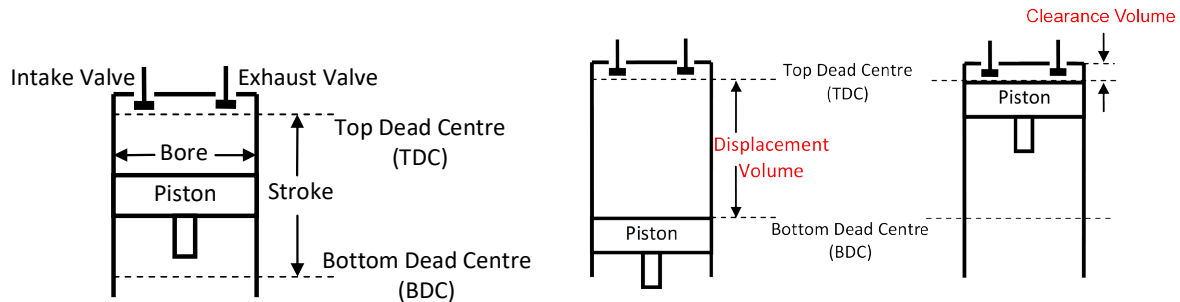 Intake Valve
Exhaust Valve
Top Dead Centre
(TDC)
Bore
Stroke
Piston
Bottom Dead Centre
(BDC)
Top Dead Centre
(TDC)
Displacement
Volume
Piston
Bottom Dead Centre
(BDC)
Clearance Volume
Piston